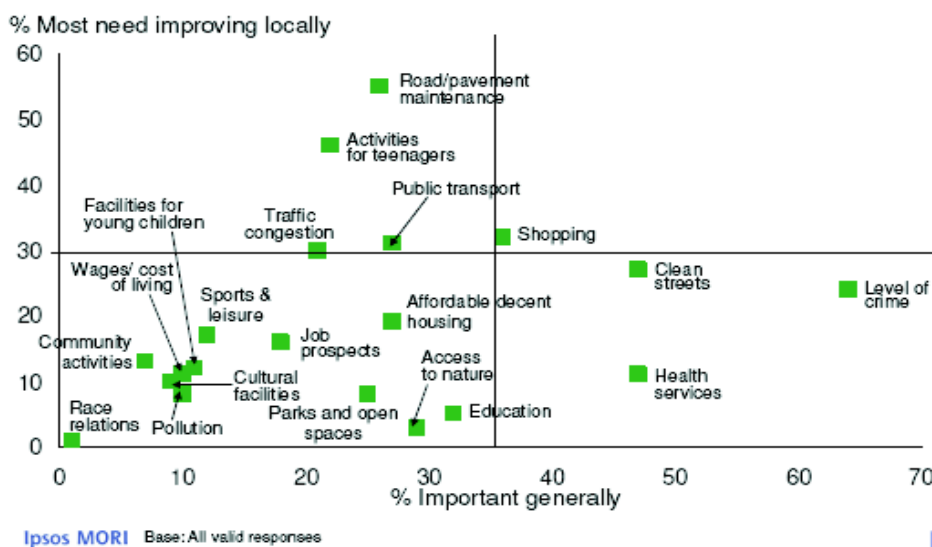 % Most need improving locally
60
50
40
30
20
10
0
Road/pavement
maintenance
Activities
for teenagers
Public transport
Facilities for
young children
Traffic
congestion
Shopping
Wages/ cost
of living
Clean
streets
Sports &
leisure
Level of
crime
Affordable decent
housing
Job
prospects
Community
activities
Access
to nature
Health
services
Cultural
facilities
Race
relations
Pollution
Parks and open
spaces
Education
0 10 20 30 40 50 60 70
% Important generally
Ipsos MORI Base: All valid responses